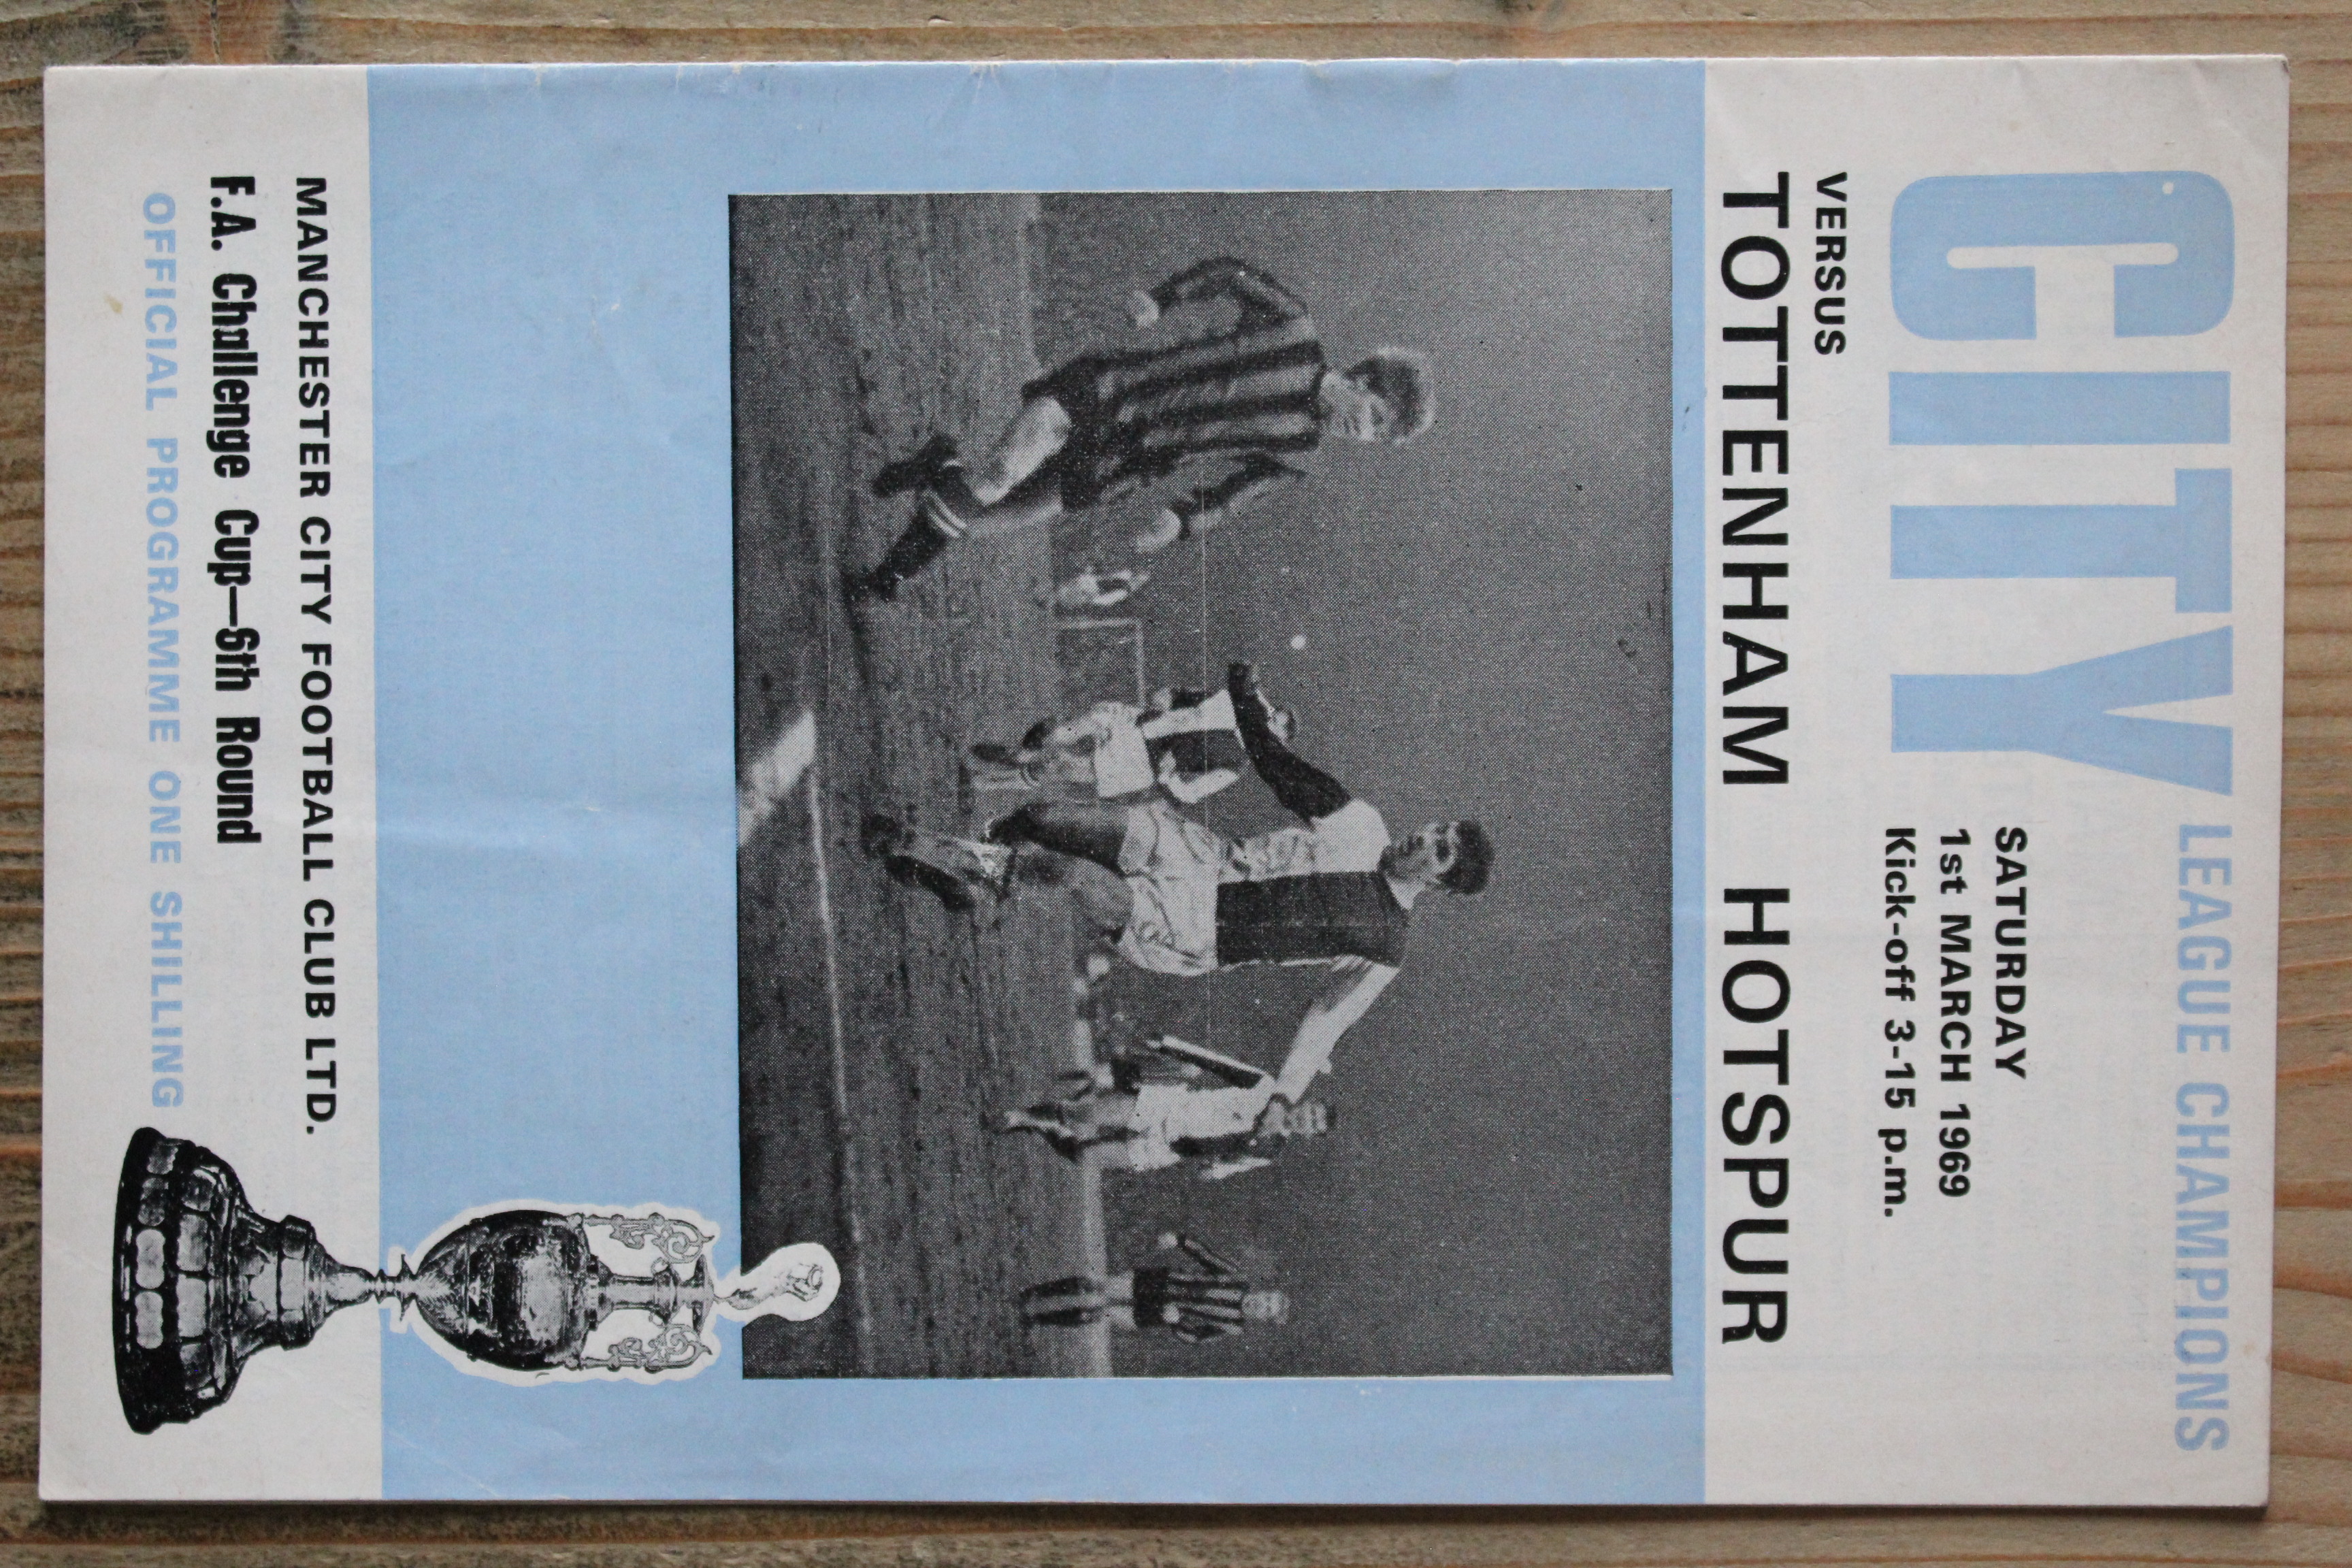 CITY
LEAGUE CHAMPIONS
SATURDAY
1st MARCH 1969
Kick-off 3-15 p.m.
VERSUS
TOTTENHAM HOTSPUR
MANCHESTER CITY FOOTBALL CLUB LTD.
F.A. Challenge Cup—6th Round
OFFICIAL PROGRAMME ONE SHILLING